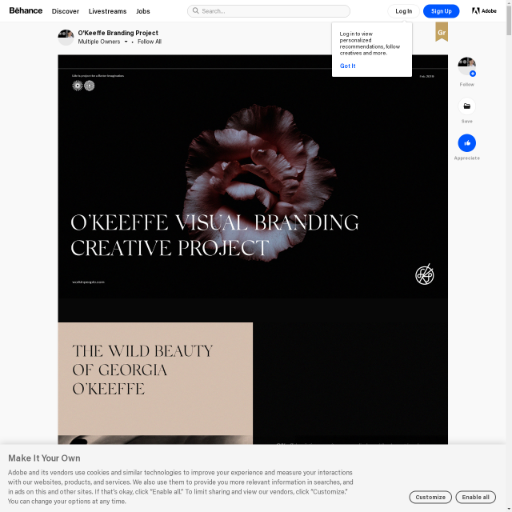 Bēhance
Discover
Livestreams
Jobs
Search...
Log In
Sign Up
Adobe
O'Keeffe Branding Project
Multiple Owners
Follow All
Log in to view
personalized
recommendations, follow
creatives and more.
Got It
Follow
Save
Appreciate
O'KEEFFE VISUAL BRANDING
CREATIVE PROJECT
THE WILD BEAUTY
OF GEORGIA
O'KEEFFE
Make It Your Own
Adobe and its vendors use cookies and similar technologies to improve your experience and measure your interactions
with our websites, products, and services. We also use them to provide you more relevant information in searches, and
in ads on this and other sites. If that's okay, click "Enable all." To limit sharing and view our vendors, click "Customize."
You can change your options at any time.
Customize
Enable all